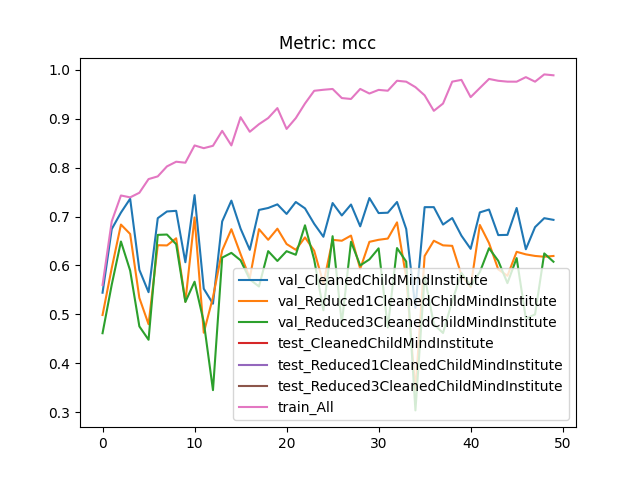 Metric: mcc
1.0
0.9
0.8
0.7
0.6
0.5
0.4
0.3
val_CleanedChildMindInstitute
val_Reduced1CleanedChildMindInstitute
val_Reduced3CleanedChildMindInstitute
test_CleanedChildMindInstitute
test_Reduced1CleanedChildMindInstitute
test_Reduced3CleanedChildMindInstitute
train_All
0 10 20 30 40 50